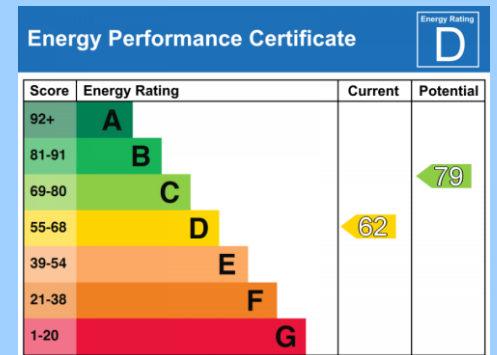 Energy Performance Certificate
Energy Rating
D
Score Energy Rating Current Potential
92+ A
81-91 B
79
69-80 C
55-68 D 62
39-54 E
21-38 F
1-20 G